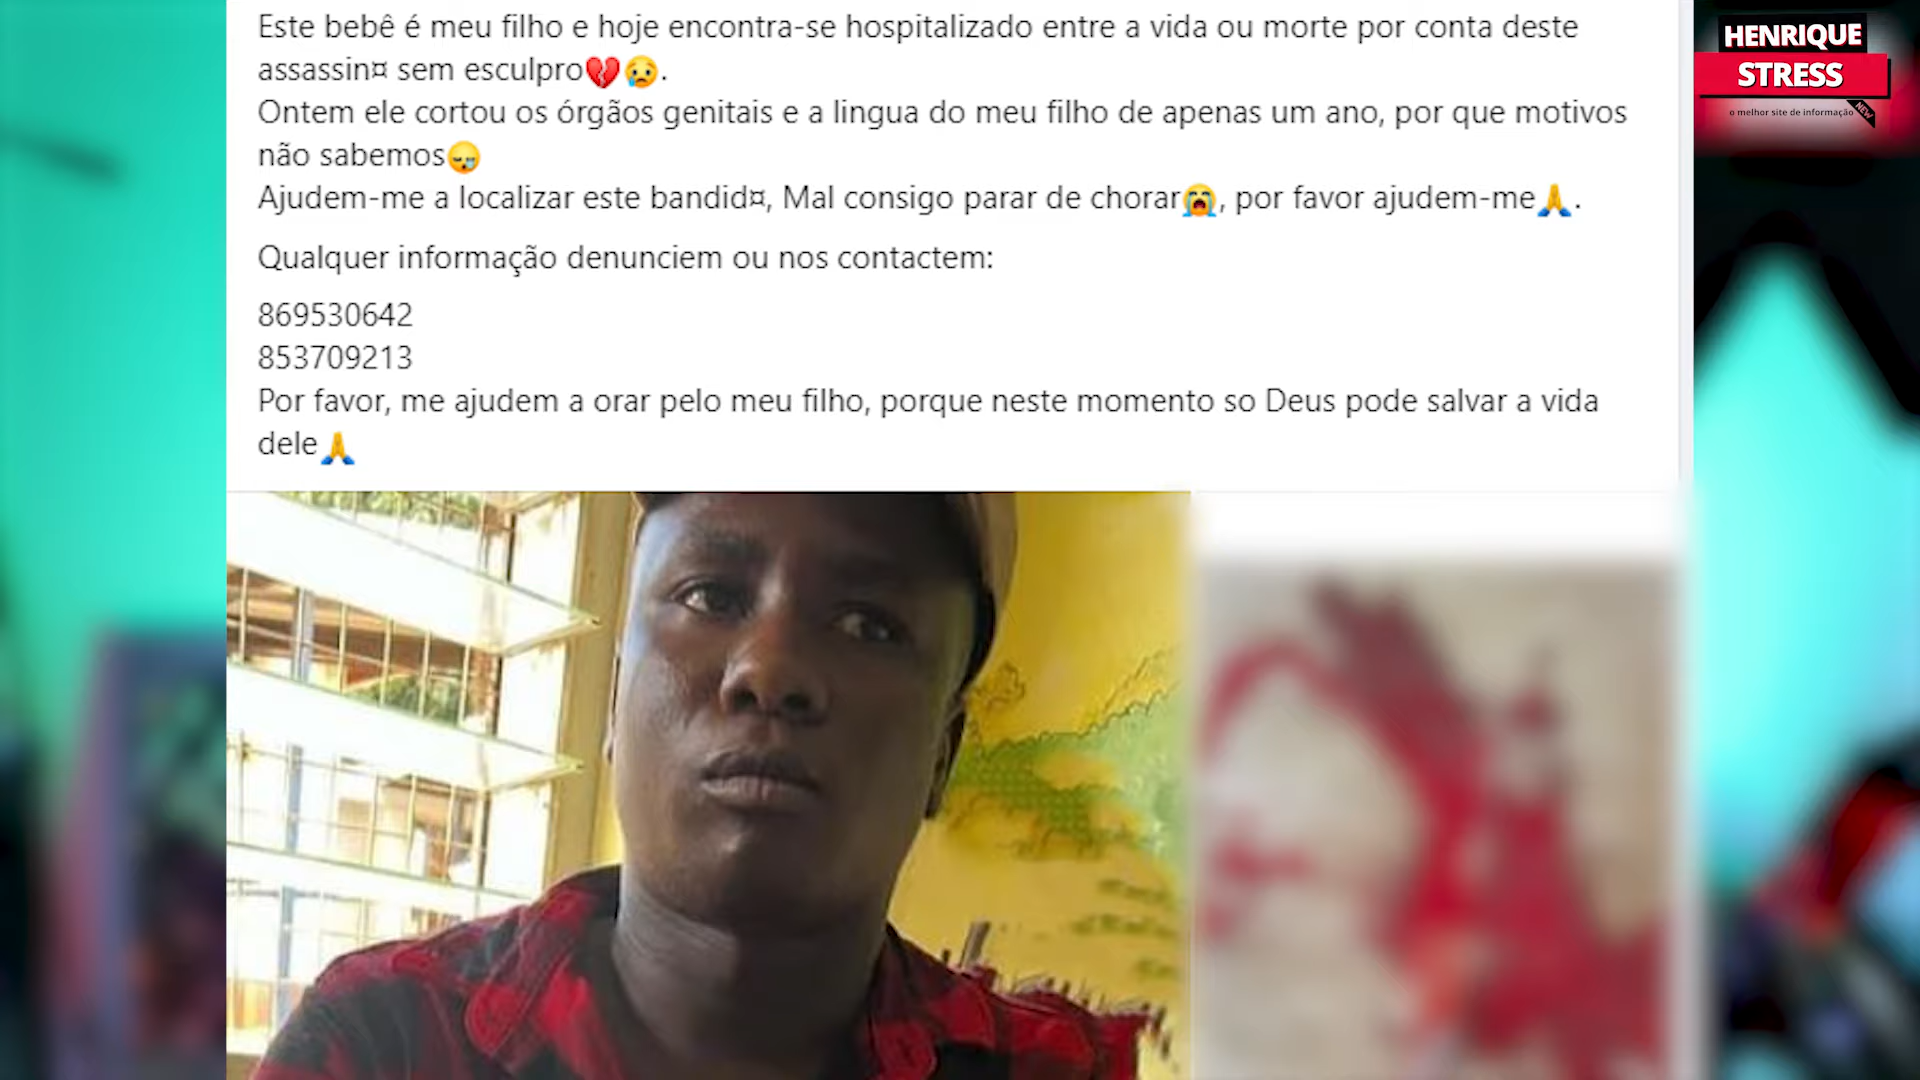 Este bebê é meu filho e hoje encontra-se hospitalizado entre a vida ou morte por conta deste
assassin¤ sem esculpro💔😢.
Ontem ele cortou os órgãos genitais e a lingua do meu filho de apenas um ano, por que motivos
não sabemos😪
Ajudem-me a localizar este bandid¤, Mal consigo parar de chorar😭, por favor ajudem-me🙏.
Qualquer informação denunciem ou nos contactem:
869530642
853709213
Por favor, me ajudem a orar pelo meu filho, porque neste momento so Deus pode salvar a vida
dele🙏
HENRIQUE
STRESS
o melhor site de informação
NEW